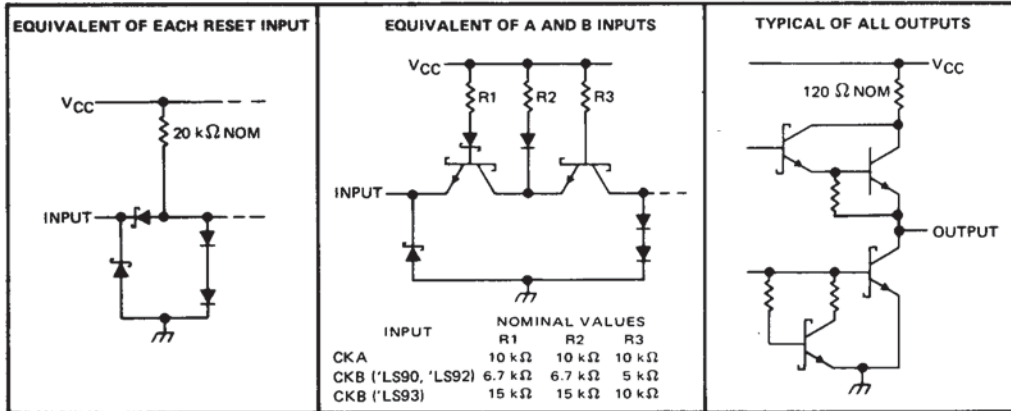 EQUIVALENT OF EACH RESET INPUT
VCC
20 kΩ NOM
INPUT
EQUIVALENT OF A AND B INPUTS
VCC
R1
R2
R3
INPUT
INPUT NOMINAL VALUES
R1 R2 R3
CKA 10 kΩ 10 kΩ 10 kΩ
CKB ('LS90, 'LS92) 6.7 kΩ 6.7 kΩ 5 kΩ
CKB ('LS93) 15 kΩ 15 kΩ 10 kΩ
TYPICAL OF ALL OUTPUTS
VCC
120 Ω NOM
OUTPUT